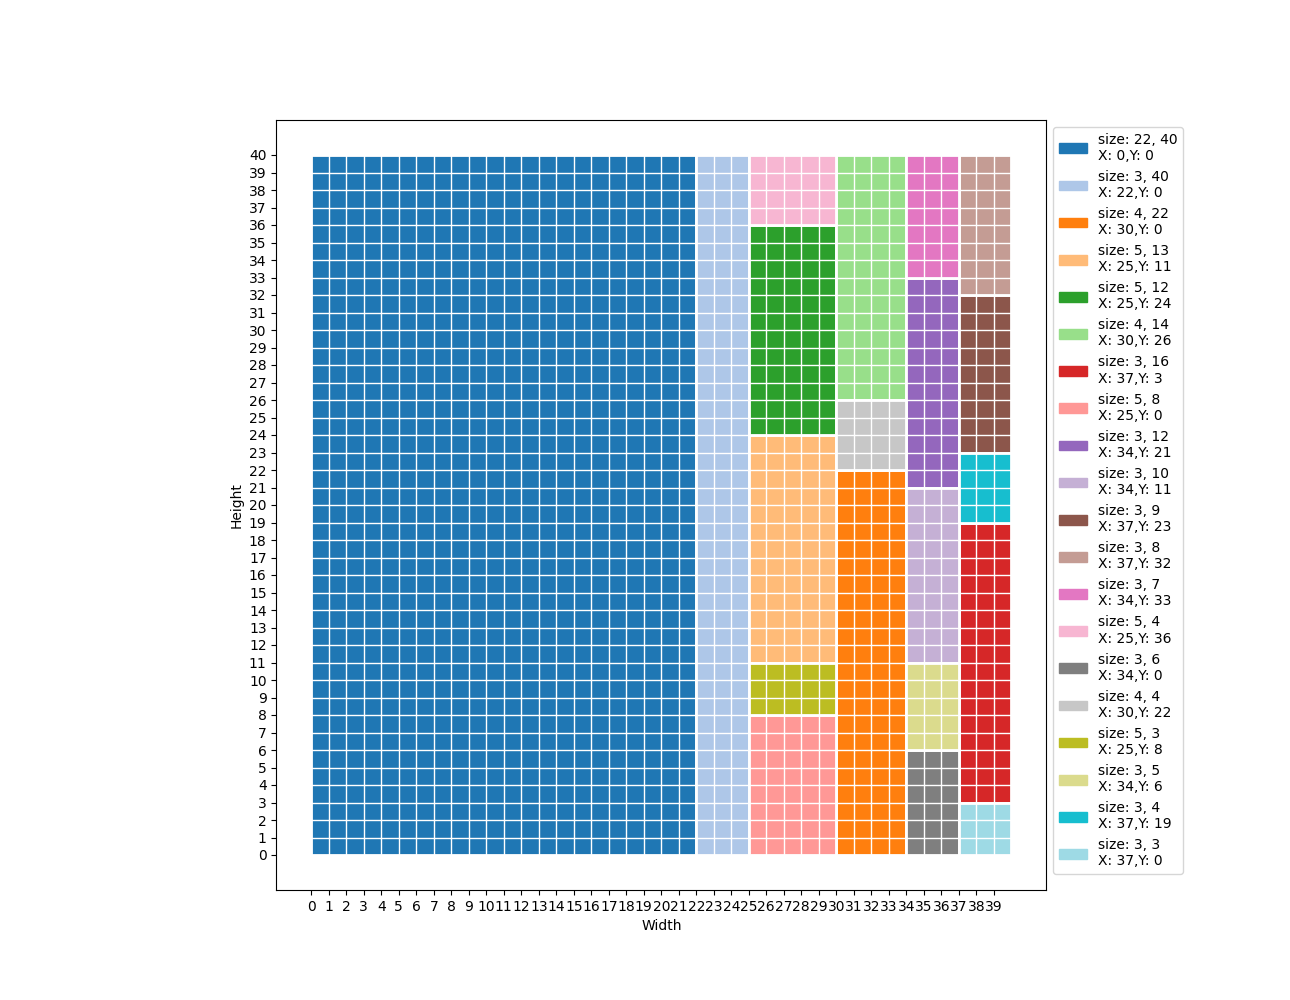 40
39
38
37
36
35
34
33
32
31
30
29
28
27
26
25
24
23
22
21
20
19
18
17
16
15
14
13
12
11
10
9
8
7
6
5
4
3
2
1
0
Height
0 1 2 3 4 5 6 7 8 9 10 11 12 13 14 15 16 17 18 19 20 21 22 23 24 25 26 27 28 29 30 31 32 33 34 35 36 37 38 39
Width
size: 22, 40
X: 0,Y: 0
size: 3, 40
X: 22,Y: 0
size: 4, 22
X: 30,Y: 0
size: 5, 13
X: 25,Y: 11
size: 5, 12
X: 25,Y: 24
size: 4, 14
X: 30,Y: 26
size: 3, 16
X: 37,Y: 3
size: 5, 8
X: 25,Y: 0
size: 3, 12
X: 34,Y: 21
size: 3, 10
X: 34,Y: 11
size: 3, 9
X: 37,Y: 23
size: 3, 8
X: 37,Y: 32
size: 3, 7
X: 34,Y: 33
size: 5, 4
X: 25,Y: 36
size: 3, 6
X: 34,Y: 0
size: 4, 4
X: 30,Y: 22
size: 5, 3
X: 25,Y: 8
size: 3, 5
X: 34,Y: 6
size: 3, 4
X: 37,Y: 19
size: 3, 3
X: 37,Y: 0